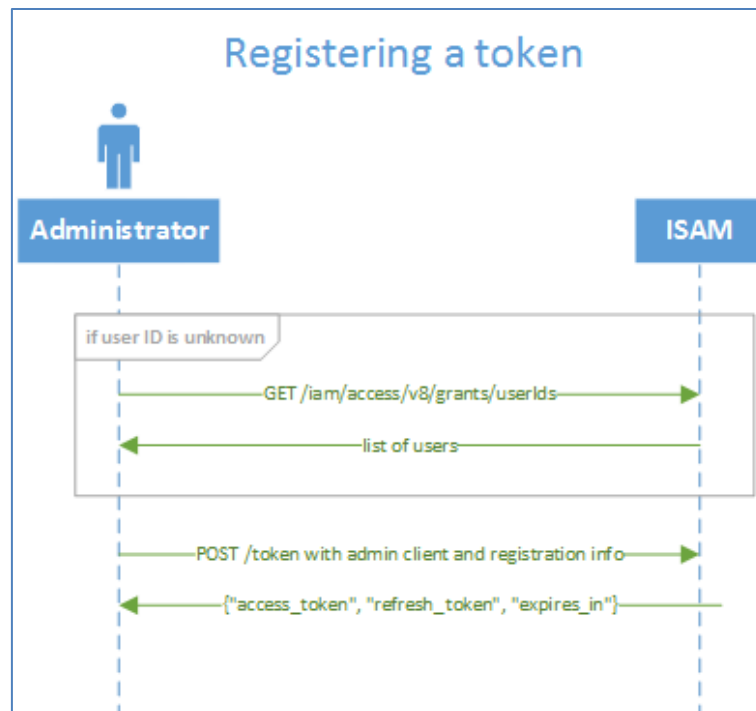 Registering a token
Administrator
ISAM
if user ID is unknown
GET /iam/access/v8/grants/userIds
list of users
POST /token with admin client and registration info
{"access_token", "refresh_token", "expires_in"}